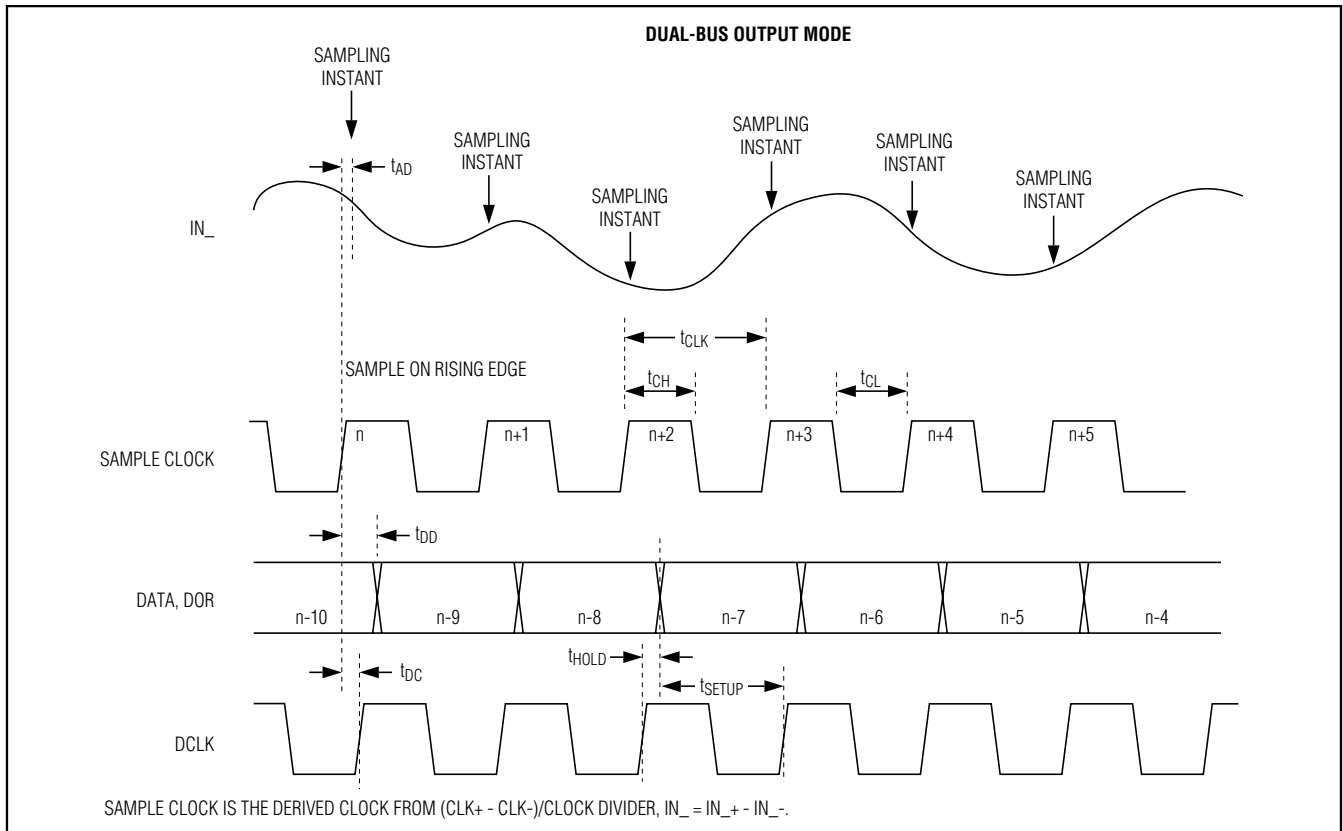 DUAL-BUS OUTPUT MODE
SAMPLING
INSTANT
SAMPLING
INSTANT
SAMPLING
INSTANT
SAMPLING
INSTANT
SAMPLING
INSTANT
SAMPLING
INSTANT
tAD
IN_
tCLK
SAMPLE ON RISING EDGE
tCH
tCL
SAMPLE CLOCK
n
n+1
n+2
n+3
n+4
n+5
tDD
DATA, DOR
n-10
n-9
n-8
n-7
n-6
n-5
n-4
tHOLD
tDC
tSETUP
DCLK
SAMPLE CLOCK IS THE DERIVED CLOCK FROM (CLK+ - CLK-)/CLOCK DIVIDER, IN_ = IN_+ - IN_-.